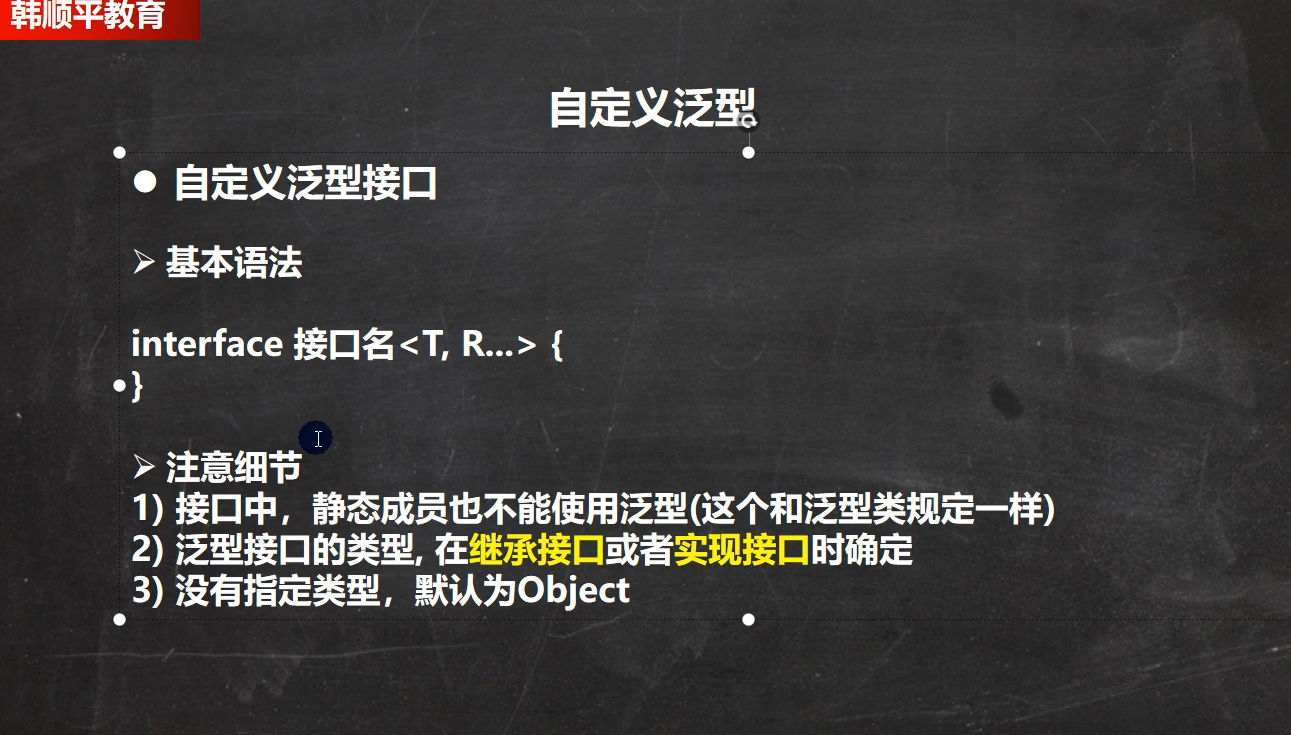 韩顺平教育
自定义泛型
● 自定义泛型接口
➢ 基本语法
interface 接口名<T, R...> {
}
➢ 注意细节
1) 接口中，静态成员也不能使用泛型(这个和泛型类规定一样)
2) 泛型接口的类型, 在继承接口或者实现接口时确定
3) 没有指定类型，默认为Object